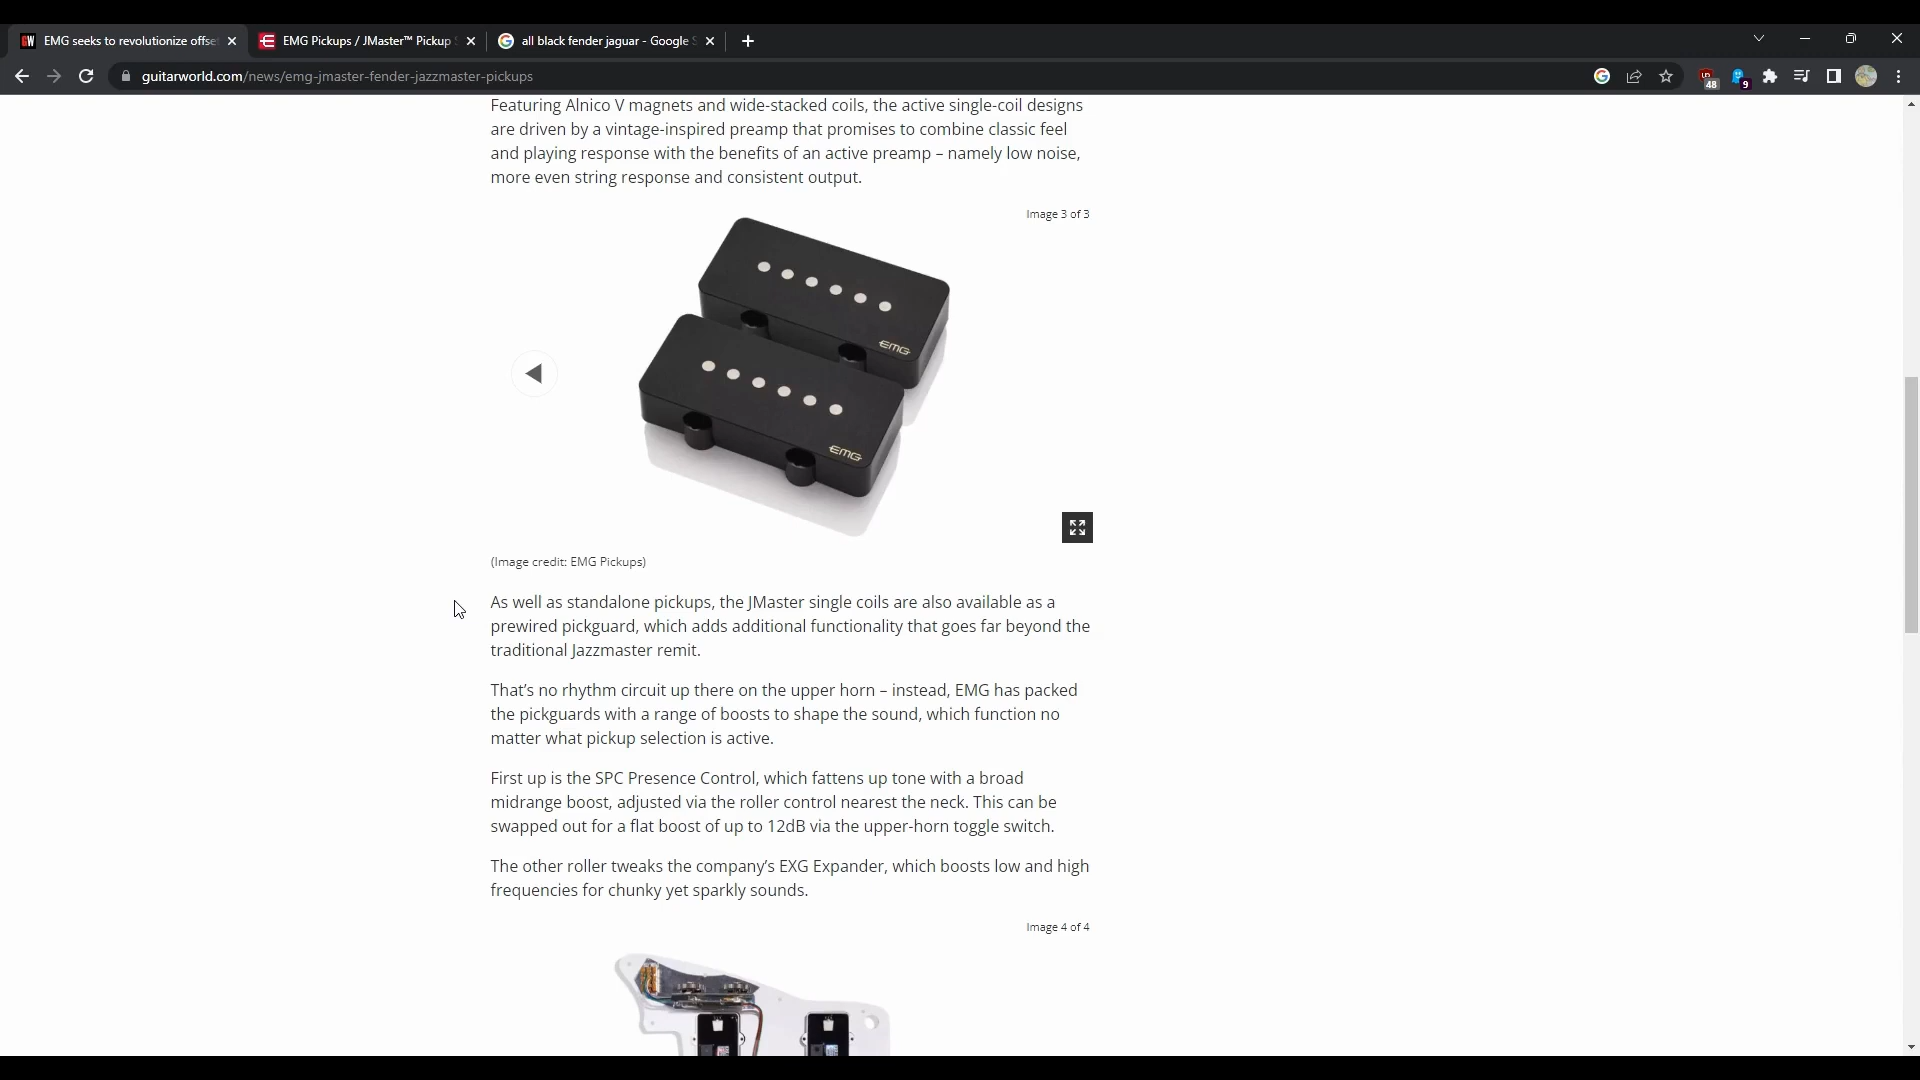 EMG seeks to revolutionize offse
EMG Pickups / JMaster™ Pickup S
all black fender jaguar - Google S
guitarworld.com/news/emg-jmaster-fender-jazzmaster-pickups
48
9
Featuring Alnico V magnets and wide-stacked coils, the active single-coil designs
are driven by a vintage-inspired preamp that promises to combine classic feel
and playing response with the benefits of an active preamp – namely low noise,
more even string response and consistent output.
Image 3 of 3
EMG
EMG
(Image credit: EMG Pickups)
As well as standalone pickups, the JMaster single coils are also available as a
prewired pickguard, which adds additional functionality that goes far beyond the
traditional Jazzmaster remit.
That’s no rhythm circuit up there on the upper horn – instead, EMG has packed
the pickguards with a range of boosts to shape the sound, which function no
matter what pickup selection is active.
First up is the SPC Presence Control, which fattens up tone with a broad
midrange boost, adjusted via the roller control nearest the neck. This can be
swapped out for a flat boost of up to 12dB via the upper-horn toggle switch.
The other roller tweaks the company’s EXG Expander, which boosts low and high
frequencies for chunky yet sparkly sounds.
Image 4 of 4